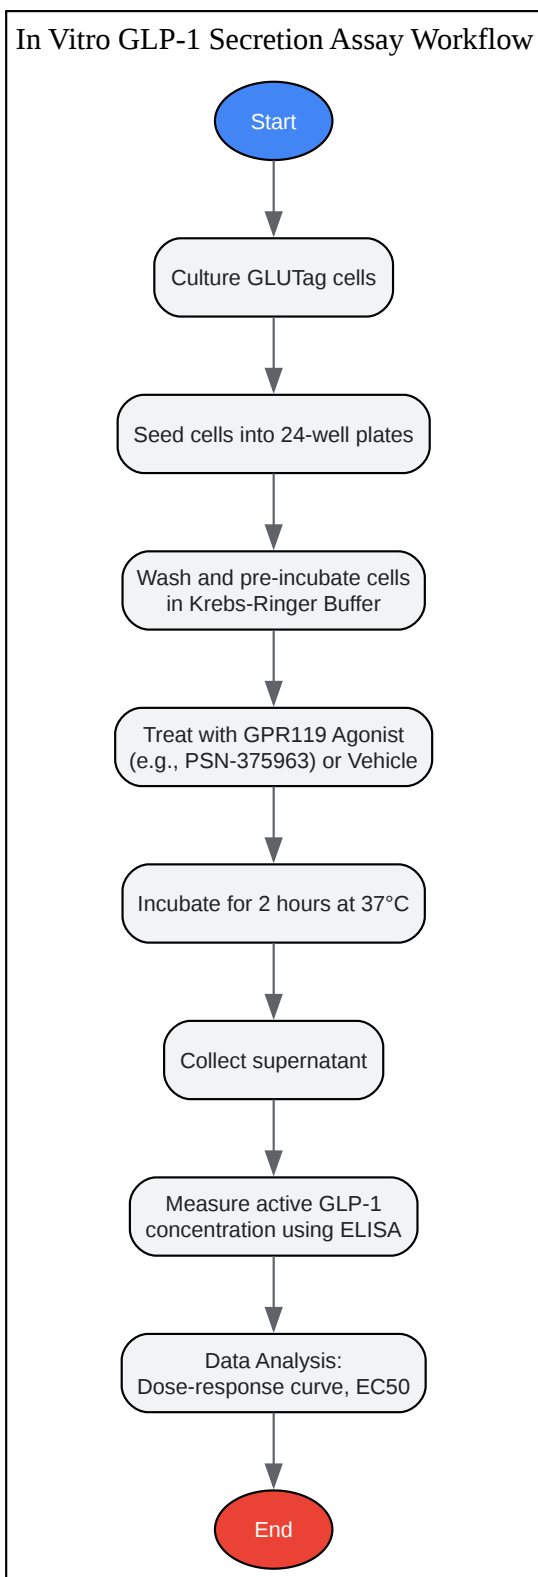 In Vitro GLP-1 Secretion Assay Workflow
Start
Culture GLUTag cells
Seed cells into 24-well plates
Wash and pre-incubate cells
in Krebs-Ringer Buffer
Treat with GPR119 Agonist
(e.g., PSN-375963) or Vehicle
Incubate for 2 hours at 37°C
Collect supernatant
Measure active GLP-1
concentration using ELISA
Data Analysis:
Dose-response curve, EC50
End